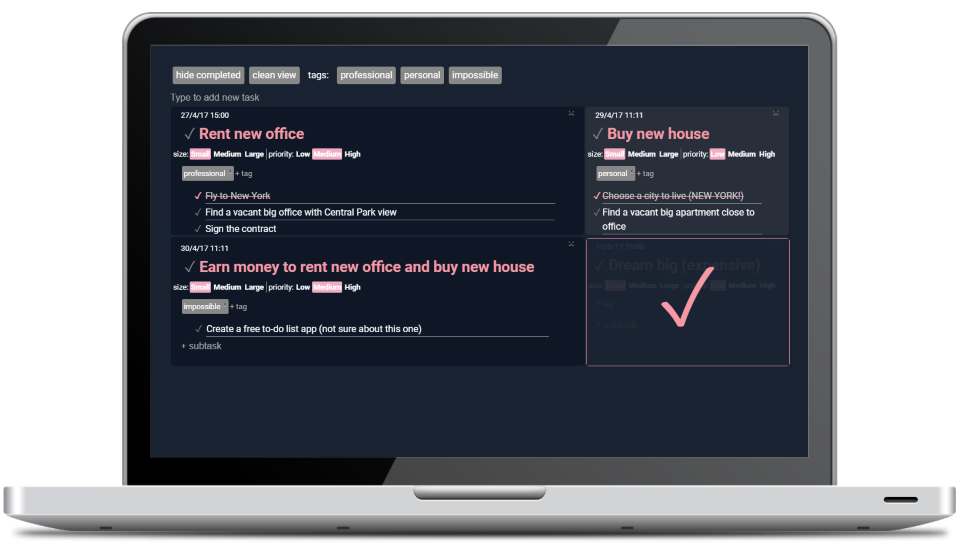 hide completed clean view tags: professional personal impossible
Type to add new task
27/4/17 15:00
✓ Rent new office
size: Small Medium Large | priority: Low Medium High
professional - + tag
✓ Fly to New York
✓ Find a vacant big office with Central Park view
✓ Sign the contract
29/4/17 11:11
✓ Buy new house
size: Small Medium Large | priority: Low Medium High
personal - + tag
✓ Choose a city to live (NEW YORK!)
✓ Find a vacant big apartment close to
office
30/4/17 11:11
✓ Earn money to rent new office and buy new house
size: Small Medium Large | priority: Low Medium High
impossible - + tag
✓ Create a free to-do list app (not sure about this one)
+ subtask
✓ Dream big (expensive)
size: Small Medium Large | priority: Low Medium High
+ tag
+ subtask